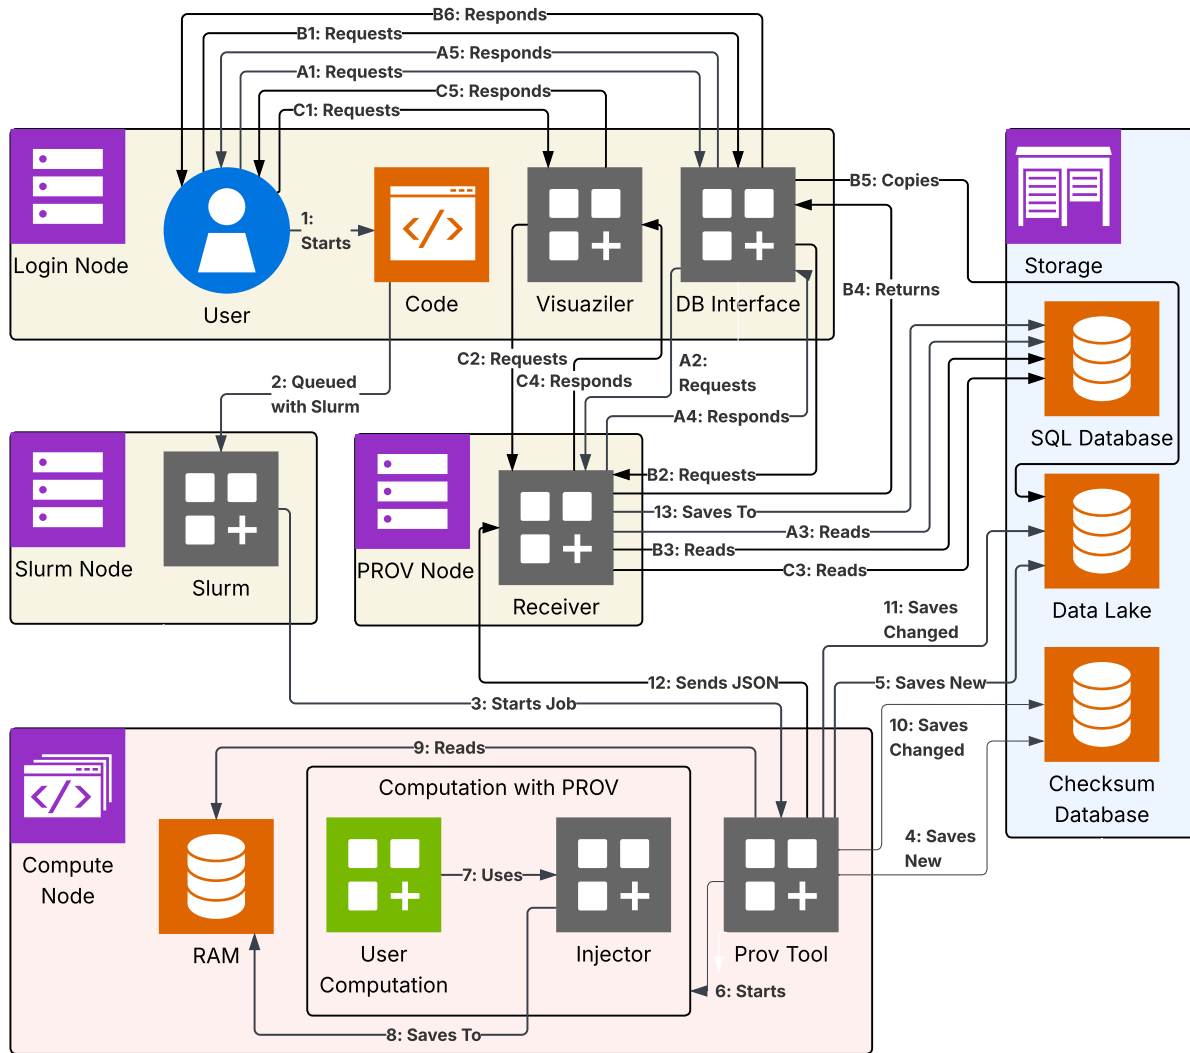 B6: Responds
B1: Requests
A5: Responds
A1: Requests
C5: Responds
C1: Requests
Login Node
User
1:
Starts
Code
Visuaziler
DB Interface
B5: Copies
Storage
B4: Returns
C2: Requests
C4: Responds
A2:
Requests
A4: Responds
2: Queued
with Slurm
SQL Database
Slurm Node
Slurm
PROV Node
Receiver
B2: Requests
13: Saves To
A3: Reads
B3: Reads
C3: Reads
Data Lake
11: Saves
Changed
12: Sends JSON
5: Saves New
3: Starts Job
10: Saves
Changed
Checksum
Database
9: Reads
Computation with PROV
Compute
Node
RAM
7: Uses
User
Computation
Injector
Prov Tool
4: Saves
New
6: Starts
8: Saves To